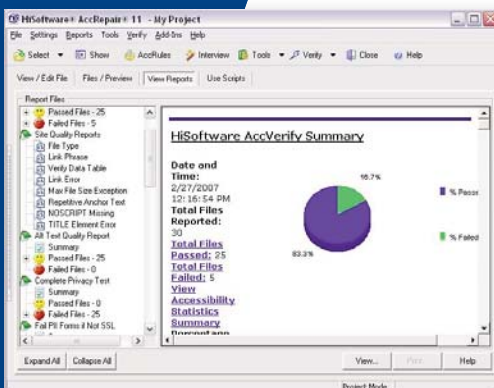 HiSoftware® AccRepair® 11 - My Project
File Settings Reports Tools Verify Add-Ins Help
Select Show AccRules Interview Tools Verify Close Help
View / Edit File Files / Preview View Reports Use Scripts
Report Files
Passed Files - 25
Failed Files - 5
Site Quality Reports
File Type
Link Phrase
Verify Data Table
Link Error
Max File Size Exception
Repetitive Anchor Text
NOSCRIPT Missing
TITLE Element Error
Alt Text Quality Report
Summary
Passed Files - 25
Failed Files - 0
Complete Privacy Test
Summary
Passed Files - 0
Failed Files - 25
Fail PII Forms if Not SSL
HiSoftware AccVerify Summary
Date and
Time:
2/27/2007
12:16:54 PM
Total Files
Reported:
30
Total Files
Passed: 25
Total Files
Failed: 5
View
Accessibility
Statistics
Summary
Percentage
16.7%
83.3%
% Passed
% Failed
Expand All Collapse All View... Print... Help
Project Mode